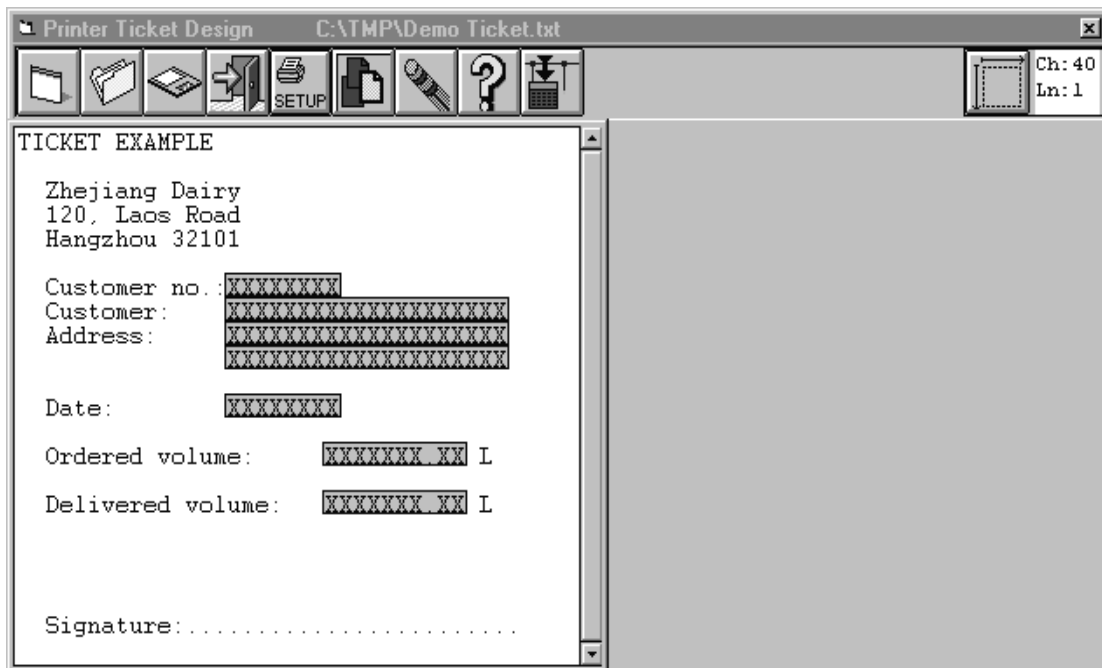 Printer Ticket Design C:\TMP\Demo Ticket.txt
SETUP
Ch: 40
Ln: 1
TICKET EXAMPLE
Zhejiang Dairy
120, Laos Road
Hangzhou 32101
Customer no.: XXXXXXXX
Customer: XXXXXXXXXXXXXXXXXXXX
Address: XXXXXXXXXXXXXXXXXXXX
XXXXXXXXXXXXXXXXXXXX
Date: XXXXXXXX
Ordered volume: XXXXXXX.XX L
Delivered volume: XXXXXXX.XX L
Signature:........................